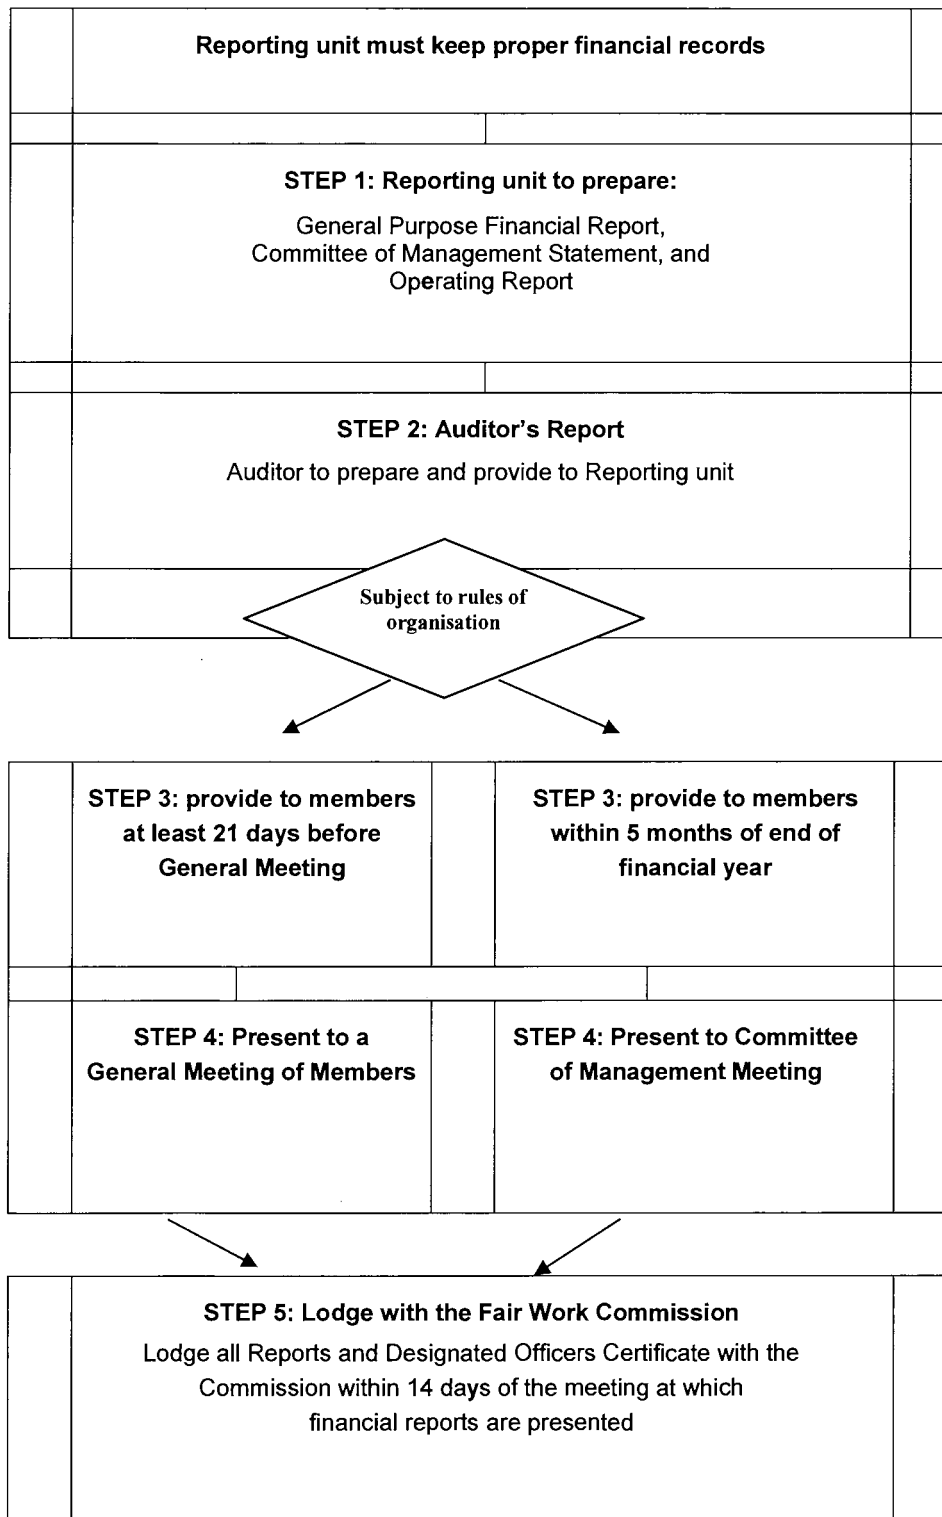 Reporting unit must keep proper financial records
STEP 1: Reporting unit to prepare:
General Purpose Financial Report,
Committee of Management Statement, and
Operating Report
STEP 2: Auditor's Report
Auditor to prepare and provide to Reporting unit
Subject to rules of
organisation
STEP 3: provide to members
at least 21 days before
General Meeting
STEP 3: provide to members
within 5 months of end of
financial year
STEP 4: Present to a
General Meeting of Members
STEP 4: Present to Committee
of Management Meeting
STEP 5: Lodge with the Fair Work Commission
Lodge all Reports and Designated Officers Certificate with the
Commission within 14 days of the meeting at which
financial reports are presented